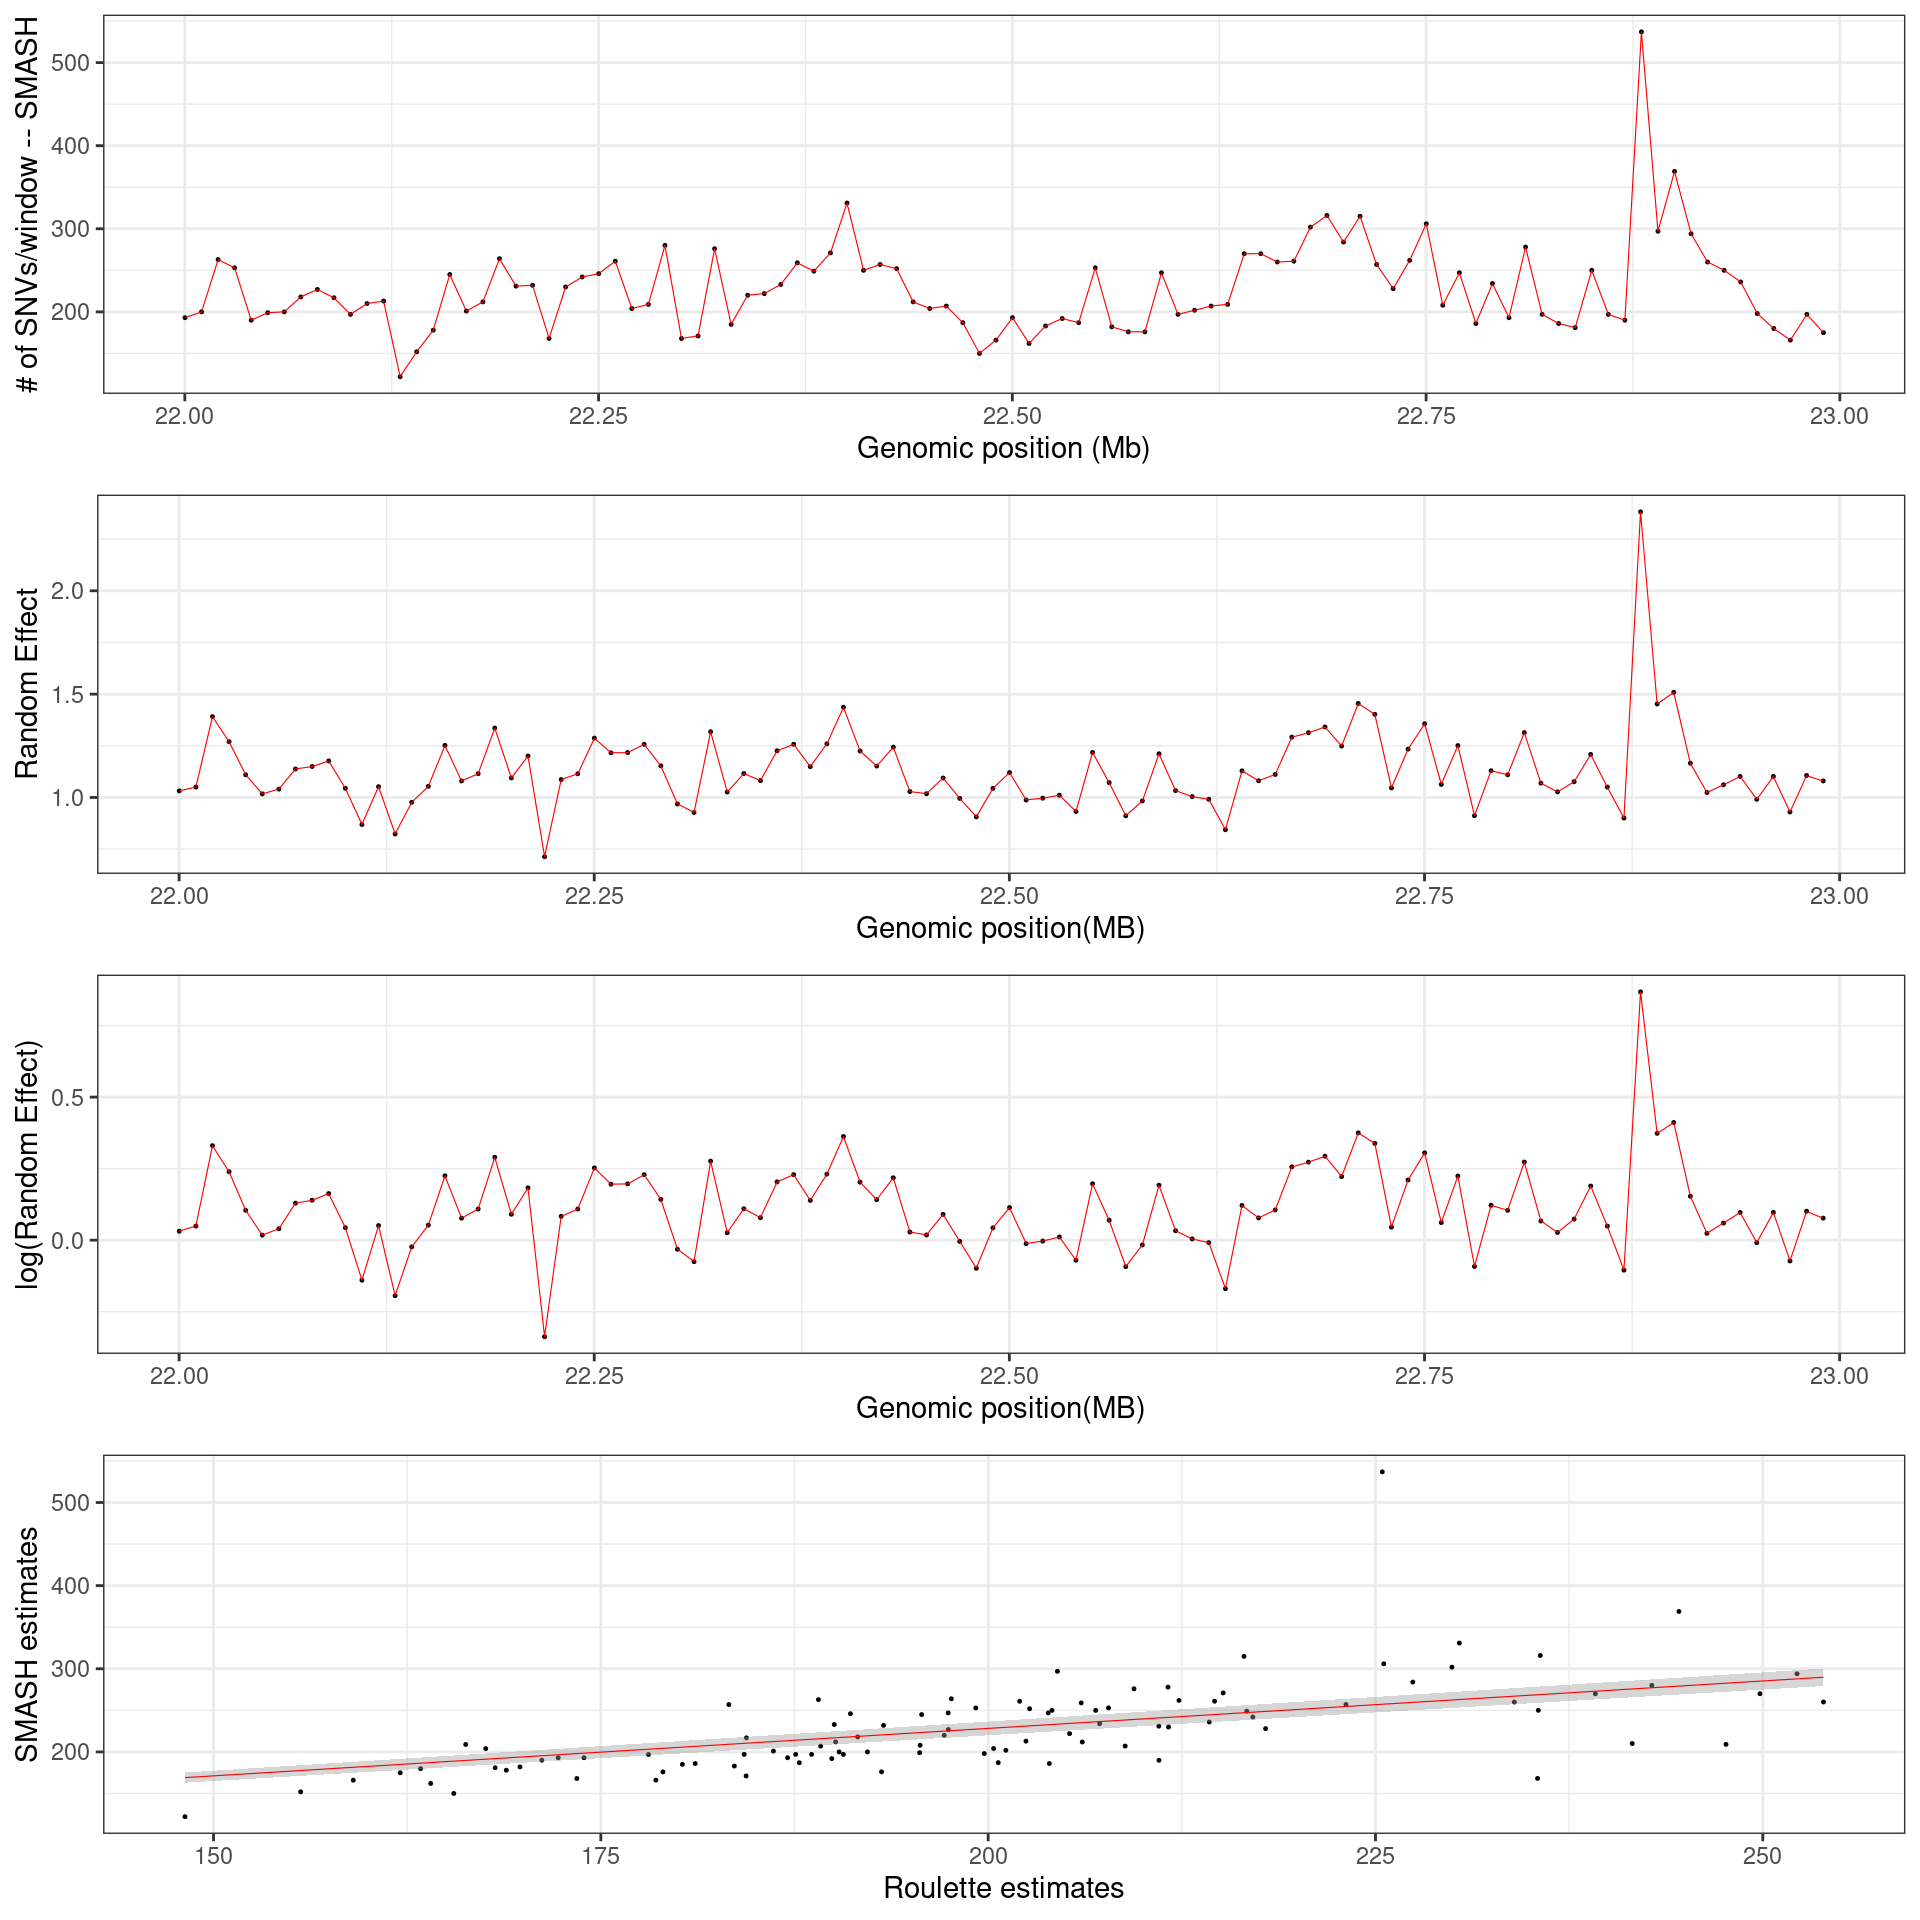 # of SNVs/window -- SMASH
500
400
300
200
22.00 22.25 22.50 22.75 23.00
Genomic position (Mb)
Random Effect
2.0
1.5
1.0
22.00 22.25 22.50 22.75 23.00
Genomic position(MB)
log(Random Effect)
0.5
0.0
22.00 22.25 22.50 22.75 23.00
Genomic position(MB)
SMASH estimates
500
400
300
200
150 175 200 225 250
Roulette estimates